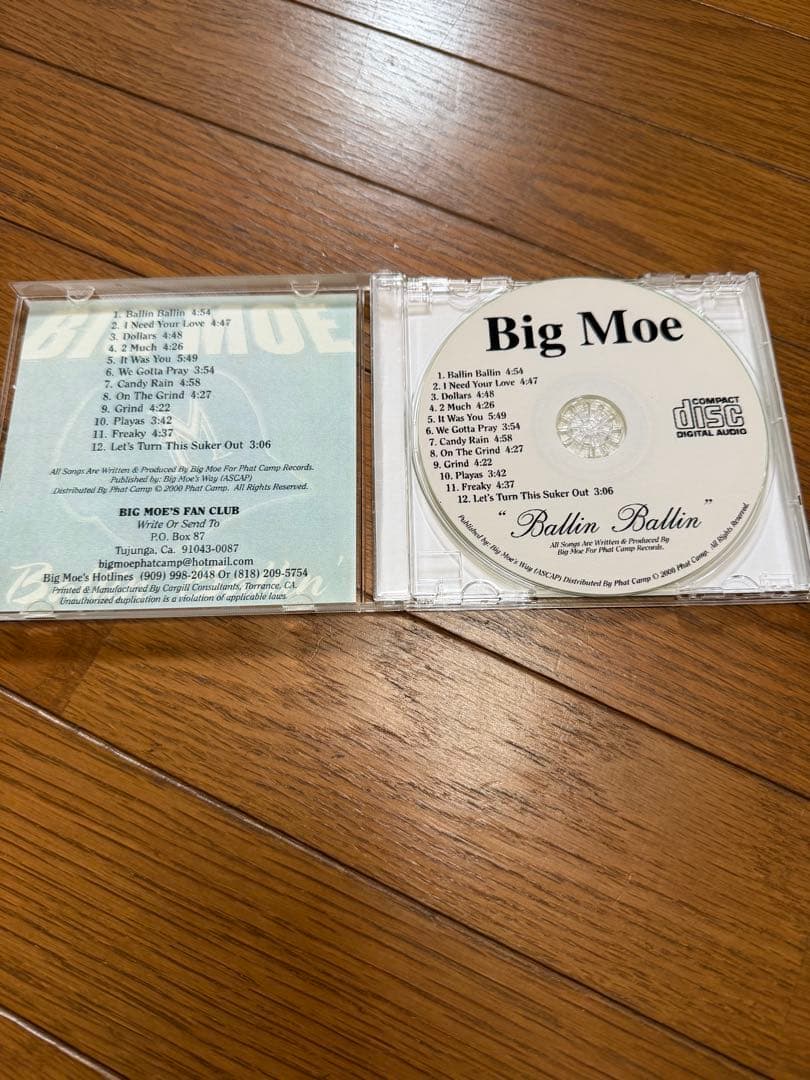 BIG MOE
1. Ballin Ballin 4:54
2. I Need Your Love 4:47
3. Dollars 4:48
4. 2 Much 4:26
5. It Was You 5:49
6. We Gotta Pray 3:54
7. Candy Rain 4:58
8. On The Grind 4:27
9. Grind 4:22
10. Playas 3:42
11. Freaky 4:37
12. Let's Turn This Suker Out 3:06
All Songs Are Written & Produced By Big Moe For Phat Camp Records.
Published by: Big Moe's Way (ASCAP)
Distributed By Phat Camp © 2000 Phat Camp. All Rights Reserved.
BIG MOE'S FAN CLUB
Write Or Send To
P.O. Box 87
Tujunga, Ca. 91043-0087
bigmoephatcamp@hotmail.com
Big Moe's Hotlines (909) 998-2048 Or (818) 209-5754
Printed & Manufactured By Cargill Consultants, Torrance, CA.
Unauthorized duplication is a violation of applicable laws
Big Moe
1. Ballin Ballin 4:54
2. I Need Your Love 4:47
3. Dollars 4:48
4. 2 Much 4:26
5. It Was You 5:49
6. We Gotta Pray 3:54
7. Candy Rain 4:58
8. On The Grind 4:27
9. Grind 4:22
10. Playas 3:42
11. Freaky 4:37
12. Let's Turn This Suker Out 3:06
COMPACT
disc
DIGITAL AUDIO
"Ballin Ballin"
All Songs Are Written & Produced By
Big Moe For Phat Camp Records.
Published by: Big Moe's Way (ASCAP) Distributed By Phat Camp © 2000 Phat Camp. All Rights Reserved.